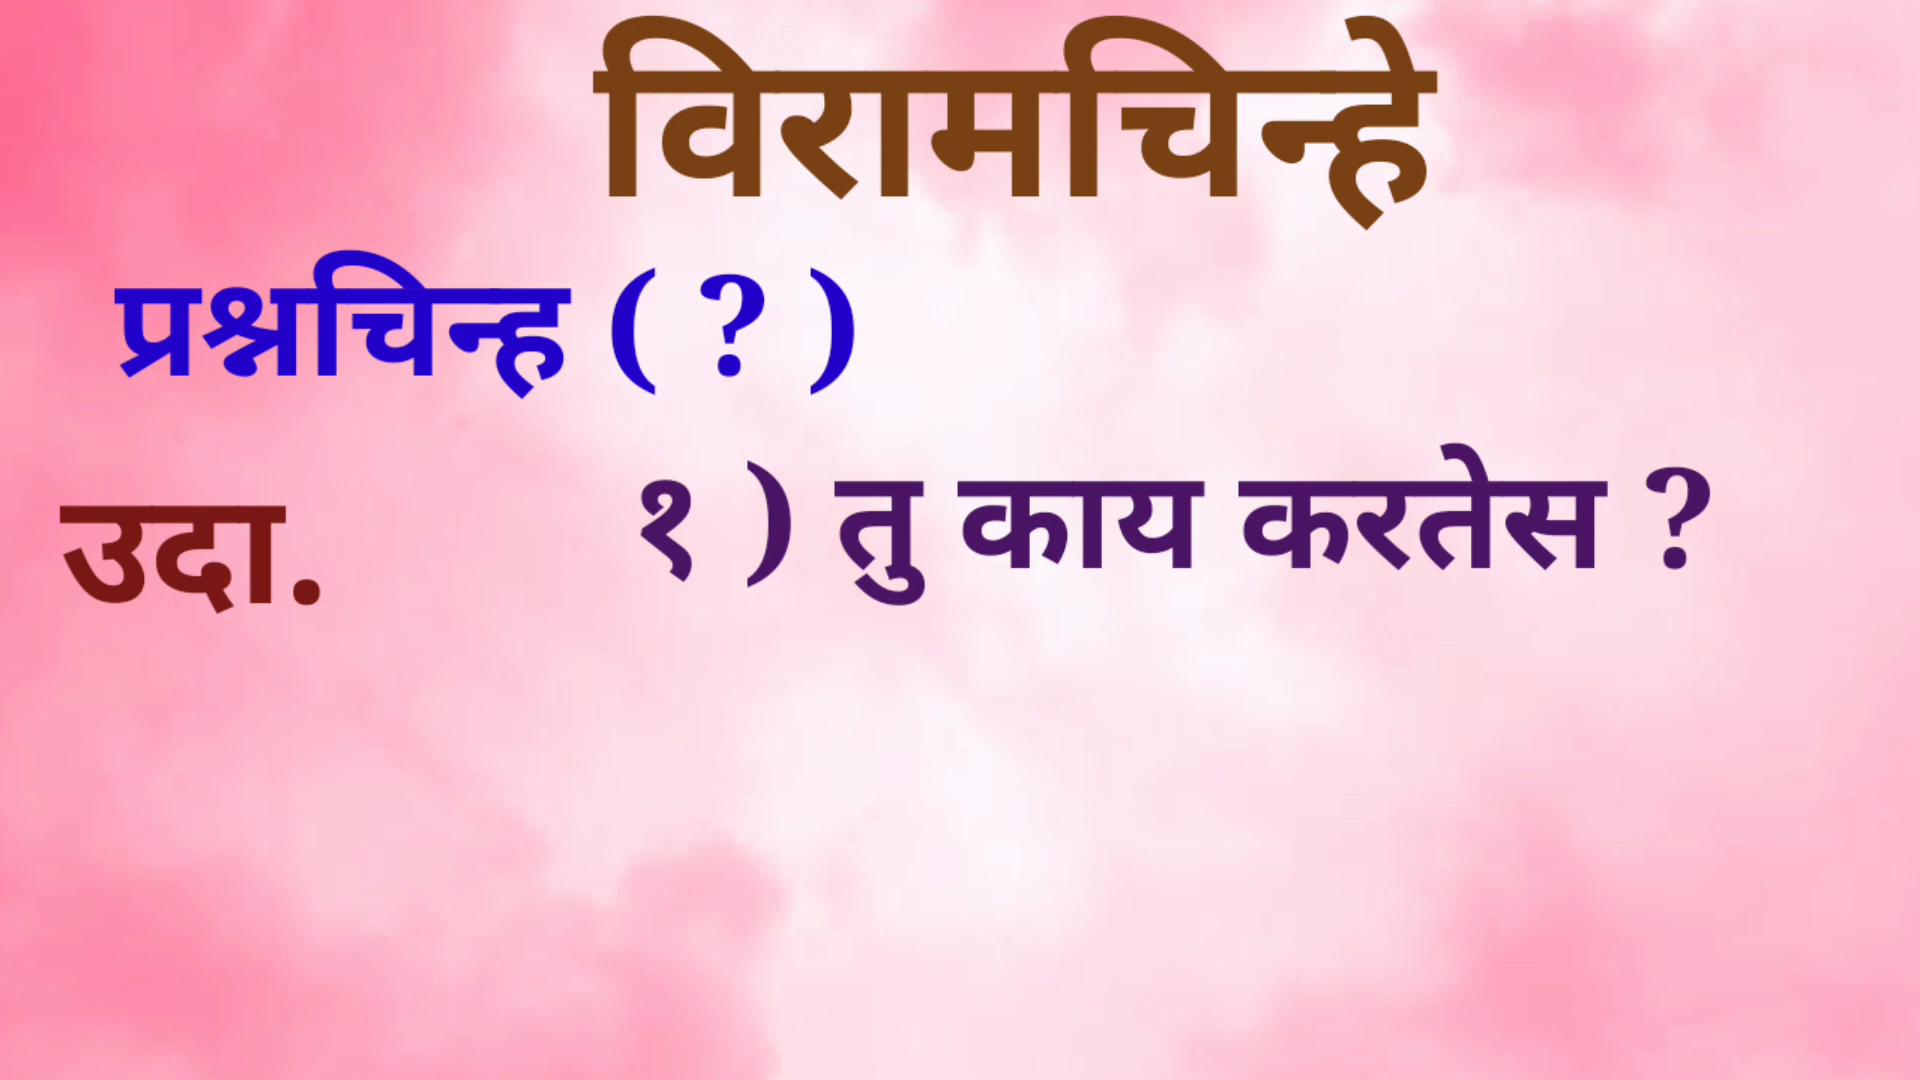 विरामचिन्हे
प्रश्नचिन्ह ( ? )
उदा. १ ) तु काय करतेस ?